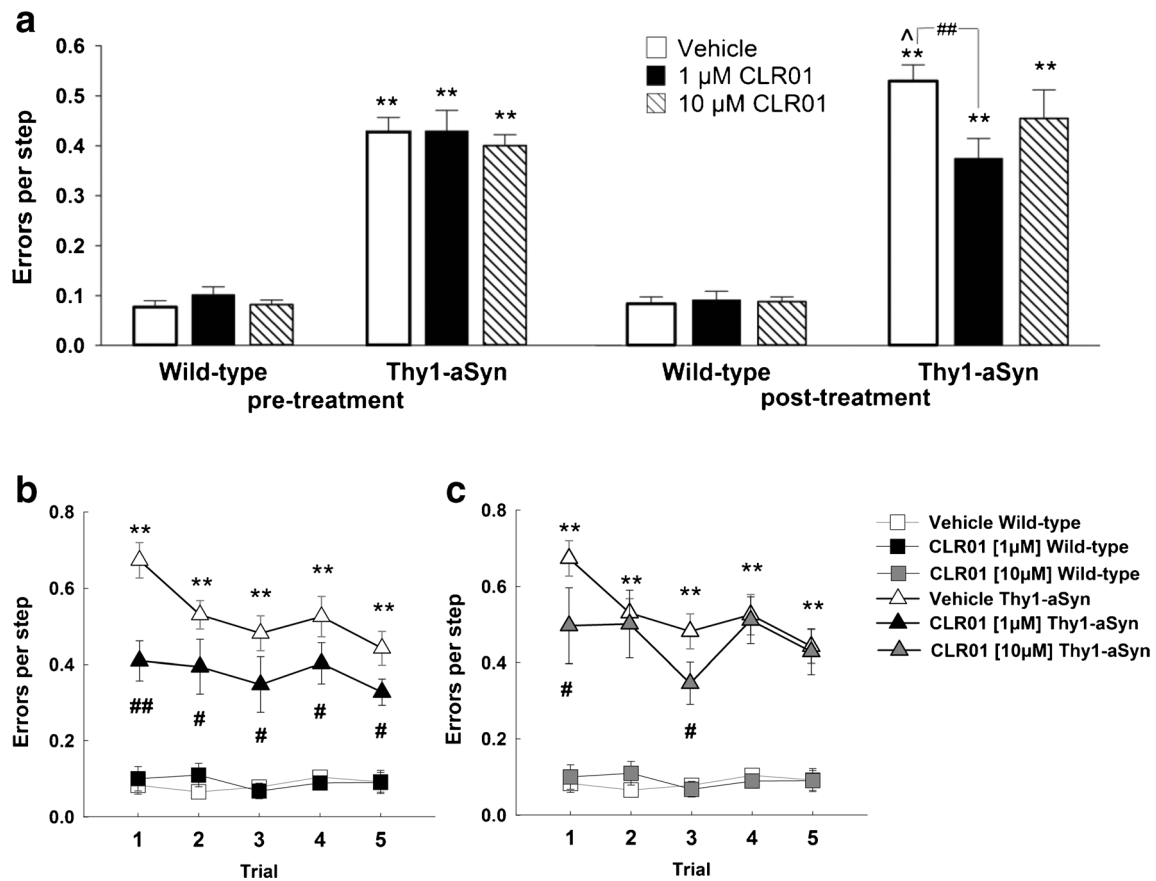 a
Errors per step
0.6
0.5
0.4
0.3
0.2
0.1
0.0
Vehicle
1 µM CLR01
10 µM CLR01
** ** **
^
**
##
**
**
Wild-type Thy1-aSyn Wild-type Thy1-aSyn
pre-treatment post-treatment
b
Errors per step
0.8
0.6
0.4
0.2
0.0
** ** ** ** **
## # # # #
1 2 3 4 5
Trial
c
Errors per step
0.8
0.6
0.4
0.2
0.0
** ** ** ** **
# #
1 2 3 4 5
Trial
Vehicle Wild-type
CLR01 [1µM] Wild-type
CLR01 [10µM] Wild-type
Vehicle Thy1-aSyn
CLR01 [1µM] Thy1-aSyn
CLR01 [10µM] Thy1-aSyn